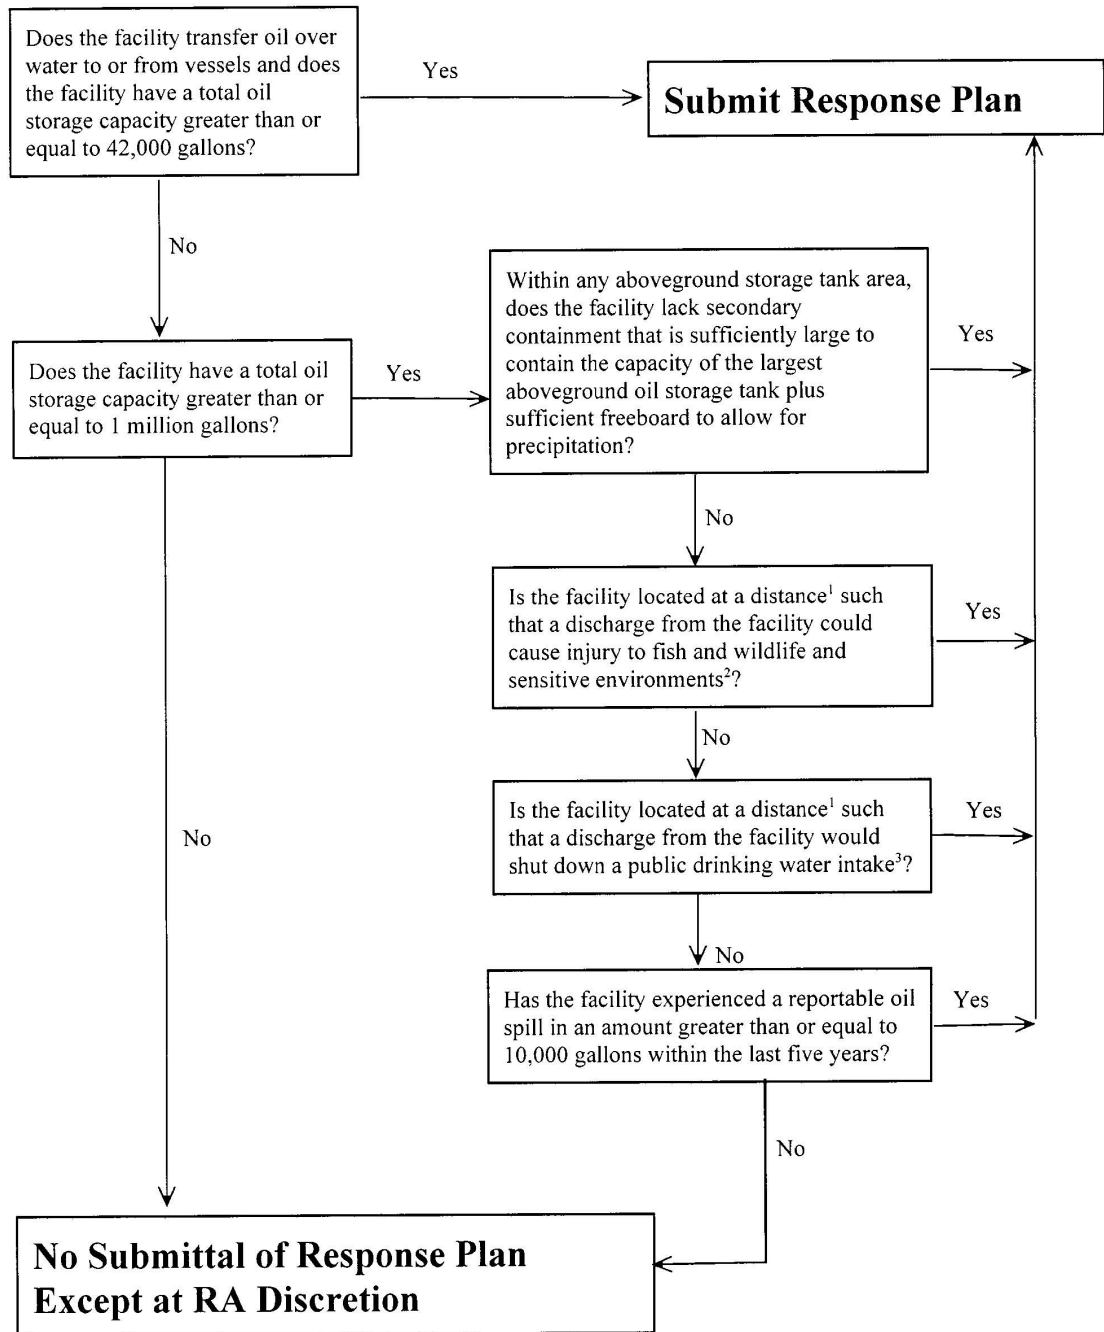 Does the facility transfer oil over
water to or from vessels and does
the facility have a total oil
storage capacity greater than or
equal to 42,000 gallons?
Yes
Submit Response Plan
No
Within any aboveground storage tank area,
does the facility lack secondary
containment that is sufficiently large to
contain the capacity of the largest
aboveground oil storage tank plus
sufficient freeboard to allow for
precipitation?
Yes
Does the facility have a total oil
storage capacity greater than or
equal to 1 million gallons?
Yes
No
Is the facility located at a distance¹ such
that a discharge from the facility could
cause injury to fish and wildlife and
sensitive environments²?
Yes
No
Is the facility located at a distance¹ such
that a discharge from the facility would
shut down a public drinking water intake³?
Yes
No
No
Has the facility experienced a reportable oil
spill in an amount greater than or equal to
10,000 gallons within the last five years?
Yes
No
No Submittal of Response Plan
Except at RA Discretion